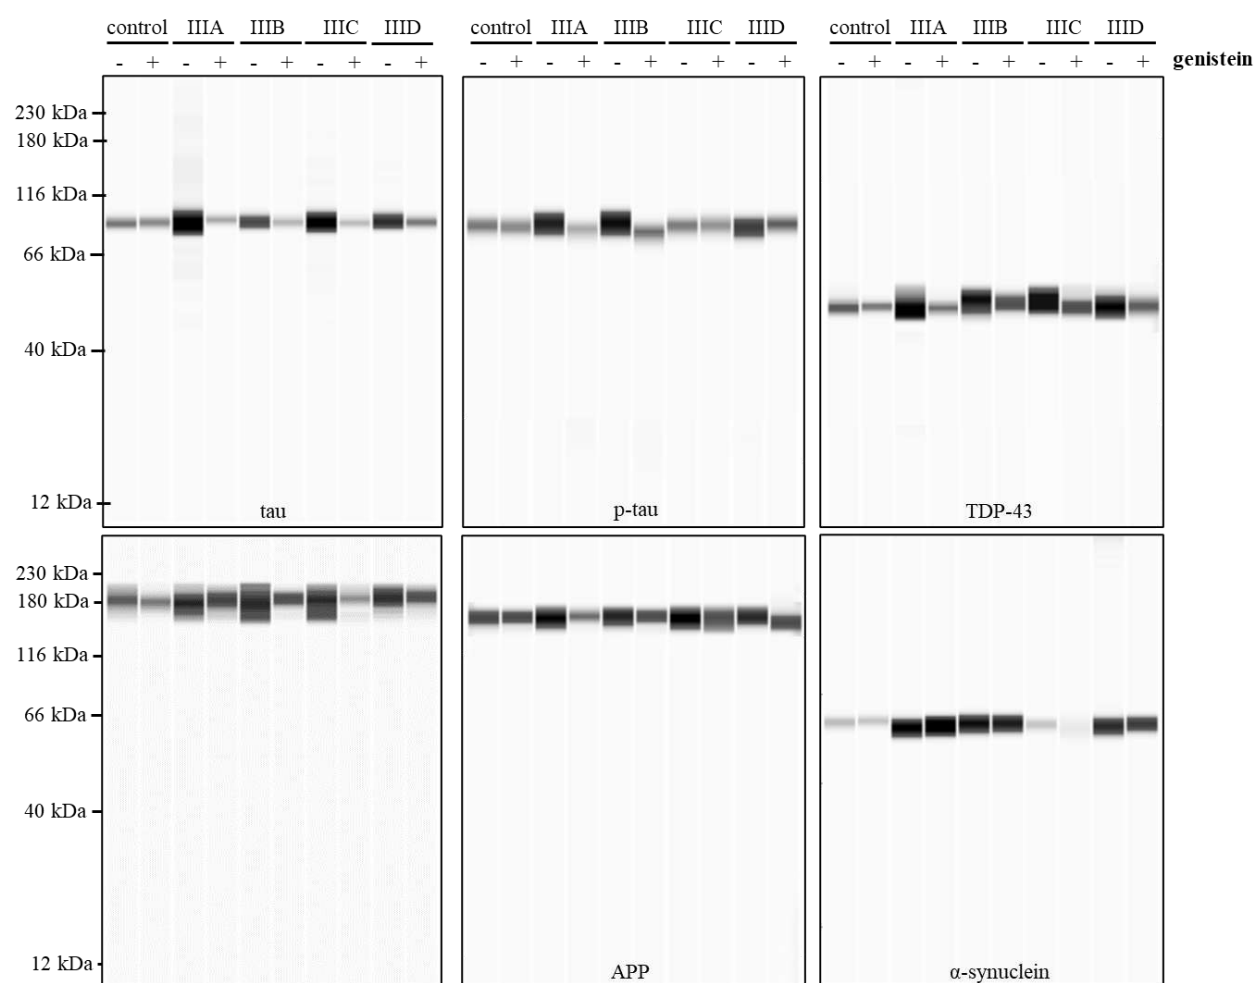 control IIIA IIIB IIIC IIID control IIIA IIIB IIIC IIID control IIIA IIIB IIIC IIID
- + - + - + - + - + - + - + - + - + - + - + - + - + - + - + genistein
230 kDa
180 kDa
116 kDa
66 kDa
40 kDa
12 kDa
tau p-tau TDP-43
230 kDa
180 kDa
116 kDa
66 kDa
40 kDa
12 kDa
APP α-synuclein